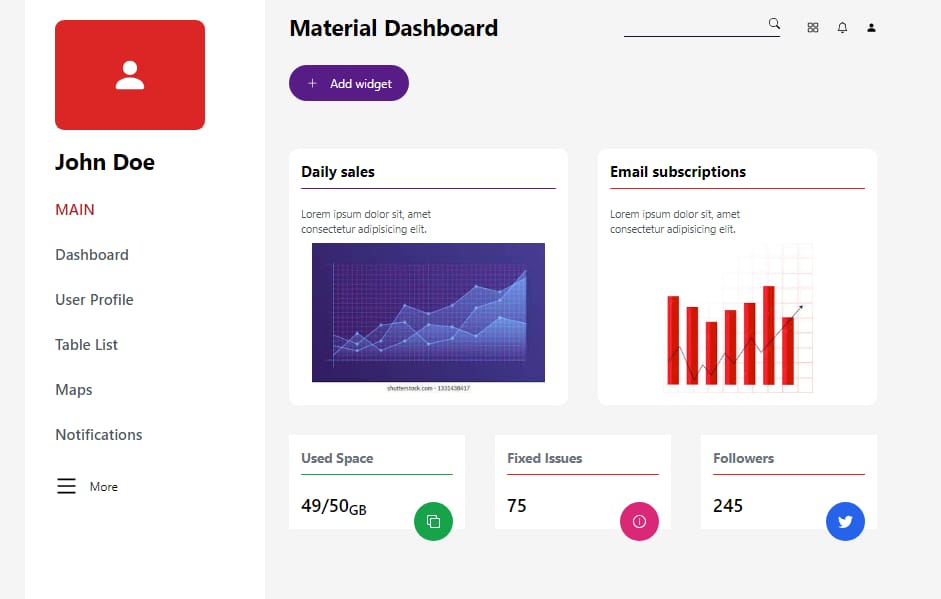 John Doe
MAIN
Dashboard
User Profile
Table List
Maps
Notifications
More
Material Dashboard
Add widget
Daily sales
Lorem ipsum dolor sit, amet
consectetur adipisicing elit.
shutterstock.com · 1331438417
Email subscriptions
Lorem ipsum dolor sit, amet
consectetur adipisicing elit.
Used Space
49/50GB
Fixed Issues
75
Followers
245